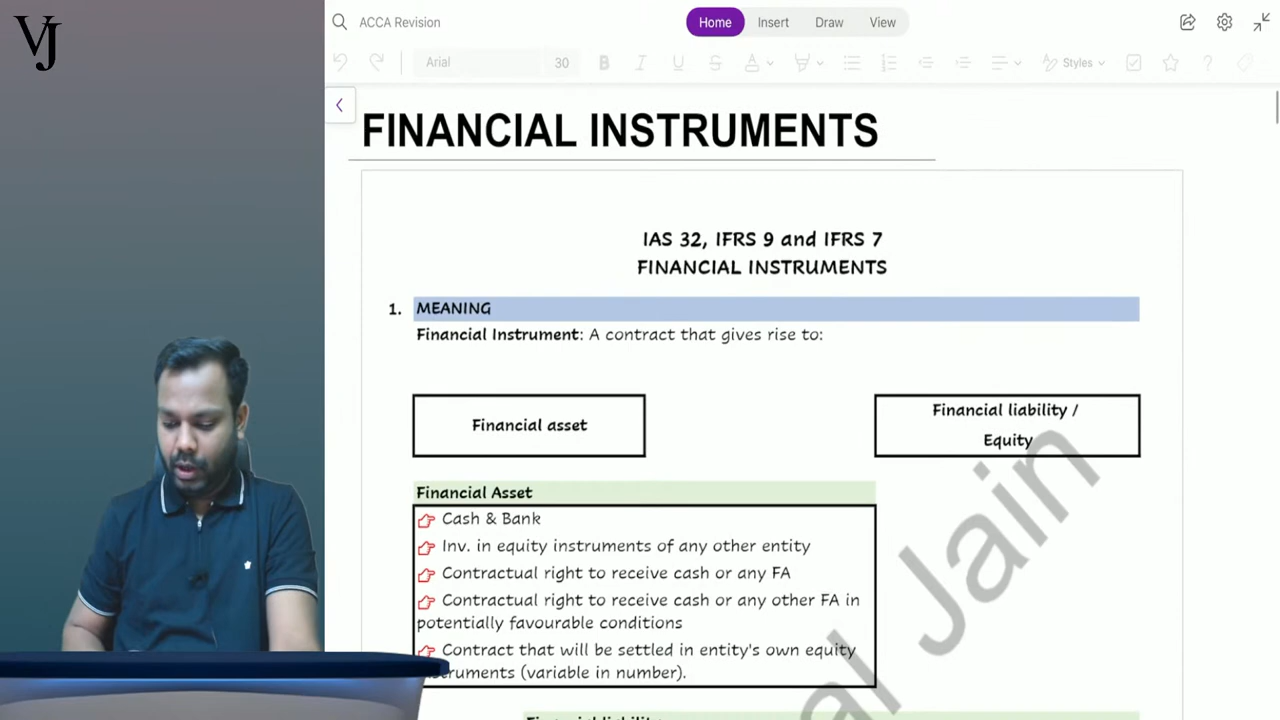 VJ
ACCA Revision
Home
Insert
Draw
View
Arial
30
B
I
U
S
A
Styles
?
FINANCIAL INSTRUMENTS
IAS 32, IFRS 9 and IFRS 7
FINANCIAL INSTRUMENTS
1. MEANING
Financial Instrument: A contract that gives rise to:
Financial asset
Financial liability /
Equity
Financial Asset
Cash & Bank
Inv. in equity instruments of any other entity
Contractual right to receive cash or any FA
Contractual right to receive cash or any other FA in
potentially favourable conditions
Contract that will be settled in entity's own equity
(variable in number).
Jain